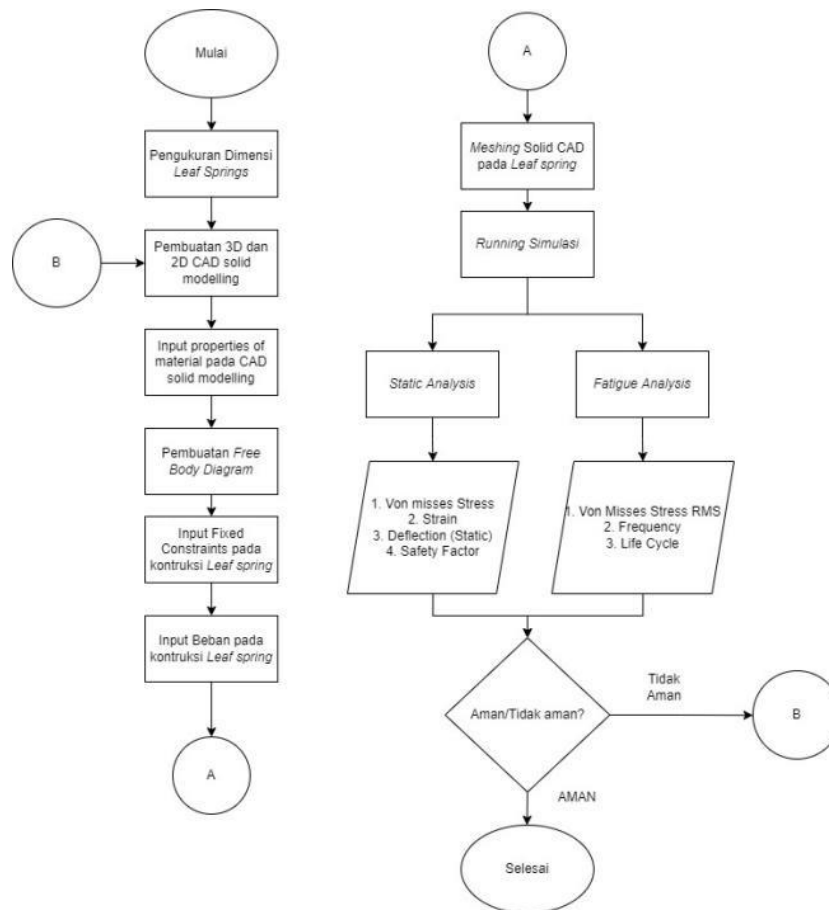 Mulai
Pengukuran Dimensi
Leaf Springs
B
Pembuatan 3D dan
2D CAD solid
modelling
Input properties of
material pada CAD
solid modelling
Pembuatan Free
Body Diagram
Input Fixed
Constraints pada
kontruksi Leaf spring
Input Beban pada
kontruksi Leaf spring
A
A
Meshing Solid CAD
pada Leaf spring
Running Simulasi
Static Analysis
Fatigue Analysis
1. Von misses Stress
2. Strain
3. Deflection (Static)
4. Safety Factor
1. Von Misses Stress RMS
2. Frequency
3. Life Cycle
Aman/Tidak aman?
Tidak
Aman
B
AMAN
Selesai